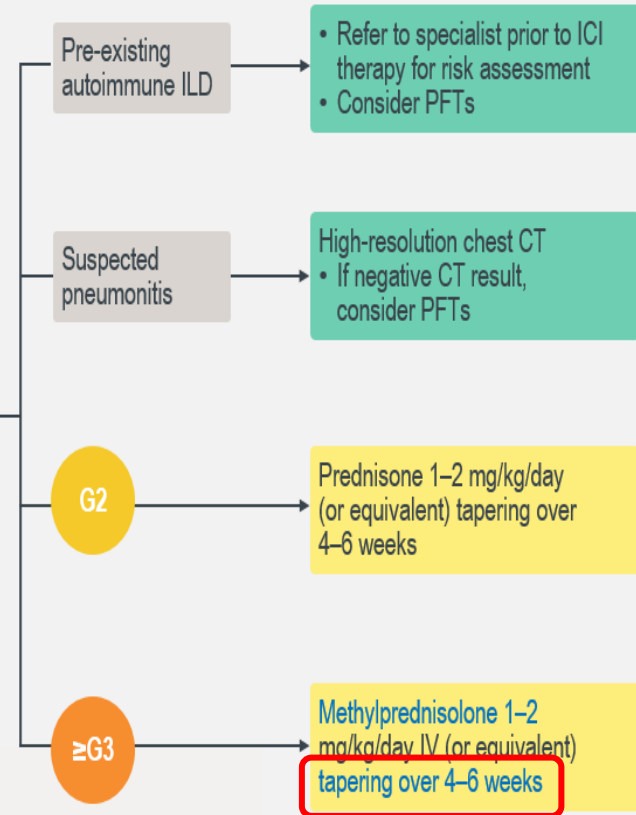 Pre-existing
autoimmune ILD
• Refer to specialist prior to ICI
therapy for risk assessment
• Consider PFTs
Suspected
pneumonitis
High-resolution chest CT
• If negative CT result,
consider PFTs
G2
Prednisone 1–2 mg/kg/day
(or equivalent) tapering over
4–6 weeks
≥G3
Methylprednisolone 1–2
mg/kg/day IV (or equivalent)
tapering over 4–6 weeks